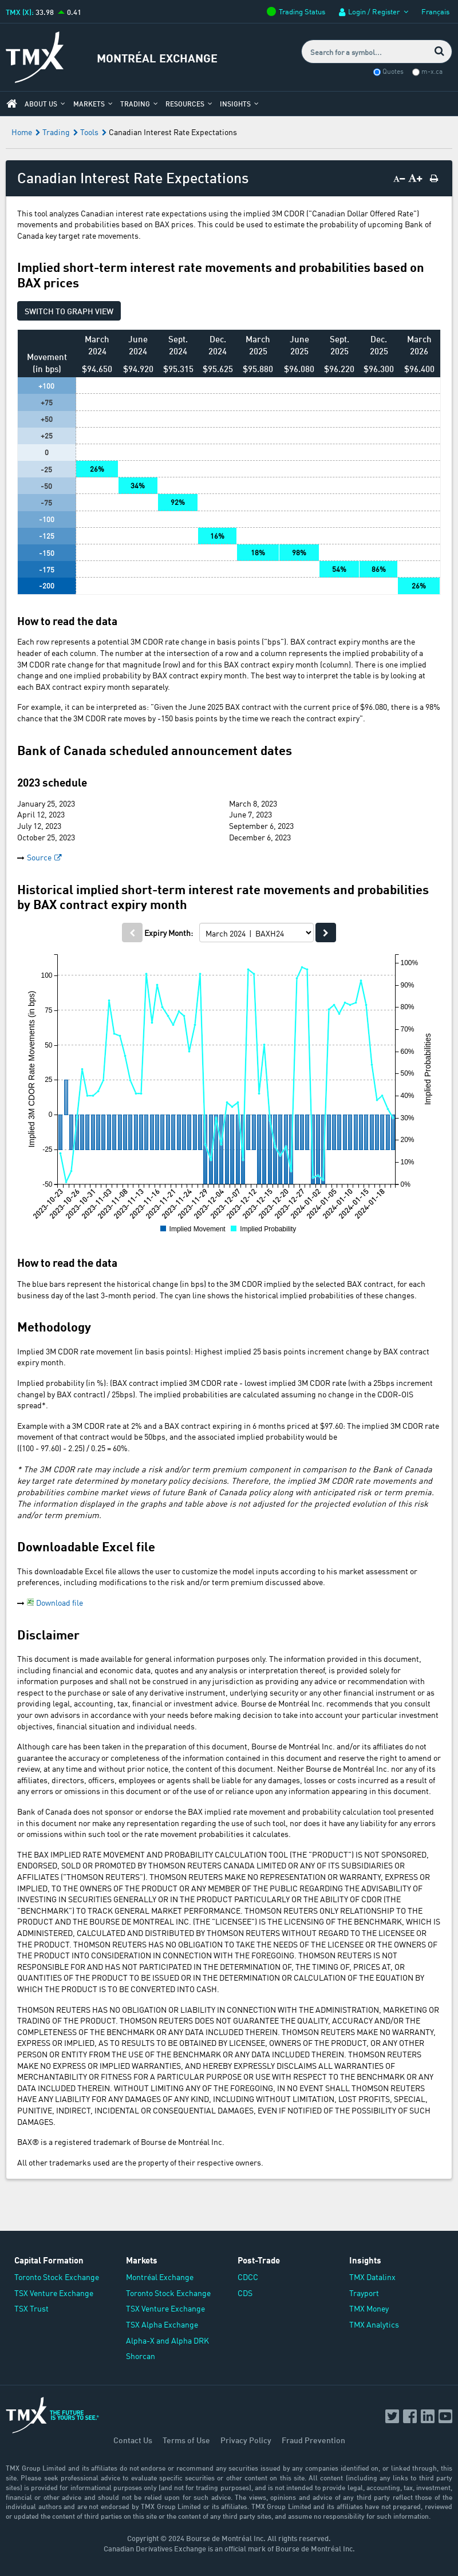 TMX (X): 33.98 0.41
Trading Status Login / Register Français
TMX
MONTRÉAL EXCHANGE
Search for a symbol...
Quotes m-x.ca
ABOUT US MARKETS TRADING RESOURCES INSIGHTS
Home Trading Tools Canadian Interest Rate Expectations
Canadian Interest Rate Expectations
A− A+
This tool analyzes Canadian interest rate expectations using the implied 3M CDOR ("Canadian Dollar Offered Rate")
movements and probabilities based on BAX prices. This could be used to estimate the probability of upcoming Bank of
Canada key target rate movements.
Implied short-term interest rate movements and probabilities based on
BAX prices
SWITCH TO GRAPH VIEW
Movement (in bps) March 2024 June 2024 Sept. 2024 Dec. 2024 March 2025 June 2025 Sept. 2025 Dec. 2025 March 2026
$94.650 $94.920 $95.315 $95.625 $95.880 $96.080 $96.220 $96.300 $96.400
+100
+75
+50
+25
0
-25 26%
-50 34%
-75 92%
-100
-125 16%
-150 18% 98%
-175 54% 86%
-200 26%
How to read the data
Each row represents a potential 3M CDOR rate change in basis points ("bps"). BAX contract expiry months are the
header of each column. The number at the intersection of a row and a column represents the implied probability of a
3M CDOR rate change for that magnitude (row) and for this BAX contract expiry month (column). There is one implied
change and one implied probability by BAX contract expiry month. The best way to interpret the table is by looking at
each BAX contract expiry month separately.
For example, it can be interpreted as: "Given the June 2025 BAX contract with the current price of $96.080, there is a 98%
chance that the 3M CDOR rate moves by -150 basis points by the time we reach the contract expiry".
Bank of Canada scheduled announcement dates
2023 schedule
January 25, 2023 March 8, 2023
April 12, 2023 June 7, 2023
July 12, 2023 September 6, 2023
October 25, 2023 December 6, 2023
Source
Historical implied short-term interest rate movements and probabilities
by BAX contract expiry month
Expiry Month: March 2024 | BAXH24
Implied 3M CDOR Rate Movements (in bps)
100
75
50
25
0
-25
-50
100%
90%
80%
70%
60%
50%
40%
30%
20%
10%
0%
Implied Probabilities
2023-10-23 2023-10-26 2023-10-31 2023-11-03 2023-11-08 2023-11-13 2023-11-16 2023-11-21 2023-11-24 2023-11-29 2023-12-04 2023-12-07 2023-12-12 2023-12-15 2023-12-20 2023-12-27 2024-01-02 2024-01-05 2024-01-10 2024-01-15 2024-01-18
Implied Movement Implied Probability
How to read the data
The blue bars represent the historical change (in bps) to the 3M CDOR implied by the selected BAX contract, for each
business day of the last 3-month period. The cyan line shows the historical implied probabilities of these changes.
Methodology
Implied 3M CDOR rate movement (in basis points): Highest implied 25 basis points increment change by BAX contract
expiry month.
Implied probability (in %): (BAX contract implied 3M CDOR rate - lowest implied 3M CDOR rate (with a 25bps increment
change) by BAX contract) / 25bps). The implied probabilities are calculated assuming no change in the CDOR-OIS
spread*.
Example with a 3M CDOR rate at 2% and a BAX contract expiring in 6 months priced at $97.60: The implied 3M CDOR rate
movement of that contract would be 50bps, and the associated implied probability would be
((100 - 97.60) - 2.25) / 0.25 = 60%.
* The 3M CDOR rate may include a risk and/or term premium component in comparison to the Bank of Canada
key target rate determined by monetary policy decisions. Therefore, the implied 3M CDOR rate movements and
probabilities combine market views of future Bank of Canada policy along with anticipated risk or term premia.
The information displayed in the graphs and table above is not adjusted for the projected evolution of this risk
and/or term premium.
Downloadable Excel file
This downloadable Excel file allows the user to customize the model inputs according to his market assessment or
preferences, including modifications to the risk and/or term premium discussed above.
Download file
Disclaimer
This document is made available for general information purposes only. The information provided in this document,
including financial and economic data, quotes and any analysis or interpretation thereof, is provided solely for
information purposes and shall not be construed in any jurisdiction as providing any advice or recommendation with
respect to the purchase or sale of any derivative instrument, underlying security or any other financial instrument or as
providing legal, accounting, tax, financial or investment advice. Bourse de Montréal Inc. recommends that you consult
your own advisors in accordance with your needs before making decision to take into account your particular investment
objectives, financial situation and individual needs.
Although care has been taken in the preparation of this document, Bourse de Montréal Inc. and/or its affiliates do not
guarantee the accuracy or completeness of the information contained in this document and reserve the right to amend or
review, at any time and without prior notice, the content of this document. Neither Bourse de Montréal Inc. nor any of its
affiliates, directors, officers, employees or agents shall be liable for any damages, losses or costs incurred as a result of
any errors or omissions or of the use of or reliance upon any information appearing in this document.
Bank of Canada does not sponsor or endorse the BAX implied rate movement and probability calculation tool presented
in this document nor make any representation regarding the use of such tool, nor does it have any liability for any errors
or omissions within such tool or the rate movement probabilities it calculates.
THE BAX IMPLIED RATE MOVEMENT AND PROBABILITY CALCULATION TOOL (THE "PRODUCT") IS NOT SPONSORED,
ENDORSED, SOLD OR PROMOTED BY THOMSON REUTERS CANADA LIMITED OR ANY OF ITS SUBSIDIARIES OR
AFFILIATES ("THOMSON REUTERS"). THOMSON REUTERS MAKE NO REPRESENTATION OR WARRANTY, EXPRESS OR
IMPLIED, TO THE OWNERS OF THE PRODUCT OR ANY MEMBER OF THE PUBLIC REGARDING THE ADVISABILITY OF
INVESTING IN SECURITIES GENERALLY OR IN THE PRODUCT PARTICULARLY OR THE ABILITY OF CDOR (THE
"BENCHMARK") TO TRACK GENERAL MARKET PERFORMANCE. THOMSON REUTERS ONLY RELATIONSHIP TO THE
PRODUCT AND THE BOURSE DE MONTREAL INC. (THE "LICENSEE") IS THE LICENSING OF THE BENCHMARK, WHICH IS
ADMINISTERED, CALCULATED AND DISTRIBUTED BY THOMSON REUTERS WITHOUT REGARD TO THE LICENSEE OR
THE PRODUCT. THOMSON REUTERS HAS NO OBLIGATION TO TAKE THE NEEDS OF THE LICENSEE OR THE OWNERS OF
THE PRODUCT INTO CONSIDERATION IN CONNECTION WITH THE FOREGOING. THOMSON REUTERS IS NOT
RESPONSIBLE FOR AND HAS NOT PARTICIPATED IN THE DETERMINATION OF, THE TIMING OF, PRICES AT, OR
QUANTITIES OF THE PRODUCT TO BE ISSUED OR IN THE DETERMINATION OR CALCULATION OF THE EQUATION BY
WHICH THE PRODUCT IS TO BE CONVERTED INTO CASH.
THOMSON REUTERS HAS NO OBLIGATION OR LIABILITY IN CONNECTION WITH THE ADMINISTRATION, MARKETING OR
TRADING OF THE PRODUCT. THOMSON REUTERS DOES NOT GUARANTEE THE QUALITY, ACCURACY AND/OR THE
COMPLETENESS OF THE BENCHMARK OR ANY DATA INCLUDED THEREIN. THOMSON REUTERS MAKE NO WARRANTY,
EXPRESS OR IMPLIED, AS TO RESULTS TO BE OBTAINED BY LICENSEE, OWNERS OF THE PRODUCT, OR ANY OTHER
PERSON OR ENTITY FROM THE USE OF THE BENCHMARK OR ANY DATA INCLUDED THEREIN. THOMSON REUTERS
MAKE NO EXPRESS OR IMPLIED WARRANTIES, AND HEREBY EXPRESSLY DISCLAIMS ALL WARRANTIES OF
MERCHANTABILITY OR FITNESS FOR A PARTICULAR PURPOSE OR USE WITH RESPECT TO THE BENCHMARK OR ANY
DATA INCLUDED THEREIN. WITHOUT LIMITING ANY OF THE FOREGOING, IN NO EVENT SHALL THOMSON REUTERS
HAVE ANY LIABILITY FOR ANY DAMAGES OF ANY KIND, INCLUDING WITHOUT LIMITATION, LOST PROFITS, SPECIAL,
PUNITIVE, INDIRECT, INCIDENTAL OR CONSEQUENTIAL DAMAGES, EVEN IF NOTIFIED OF THE POSSIBILITY OF SUCH
DAMAGES.
BAX® is a registered trademark of Bourse de Montréal Inc.
All other trademarks used are the property of their respective owners.
Capital Formation Markets Post-Trade Insights
Toronto Stock Exchange Montréal Exchange CDCC TMX Datalinx
TSX Venture Exchange Toronto Stock Exchange CDS Trayport
TSX Trust TSX Venture Exchange TMX Money
TSX Alpha Exchange TMX Analytics
Alpha-X and Alpha DRK
Shorcan
TMX THE FUTURE
IS YOURS TO SEE.®
Contact Us Terms of Use Privacy Policy Fraud Prevention
TMX Group Limited and its affiliates do not endorse or recommend any securities issued by any companies identified on, or linked through, this
site. Please seek professional advice to evaluate specific securities or other content on this site. All content (including any links to third party
sites) is provided for informational purposes only (and not for trading purposes), and is not intended to provide legal, accounting, tax, investment,
financial or other advice and should not be relied upon for such advice. The views, opinions and advice of any third party reflect those of the
individual authors and are not endorsed by TMX Group Limited or its affiliates. TMX Group Limited and its affiliates have not prepared, reviewed
or updated the content of third parties on this site or the content of any third party sites, and assume no responsibility for such information.
Copyright © 2024 Bourse de Montréal Inc. All rights reserved.
Canadian Derivatives Exchange is an official mark of Bourse de Montréal Inc.